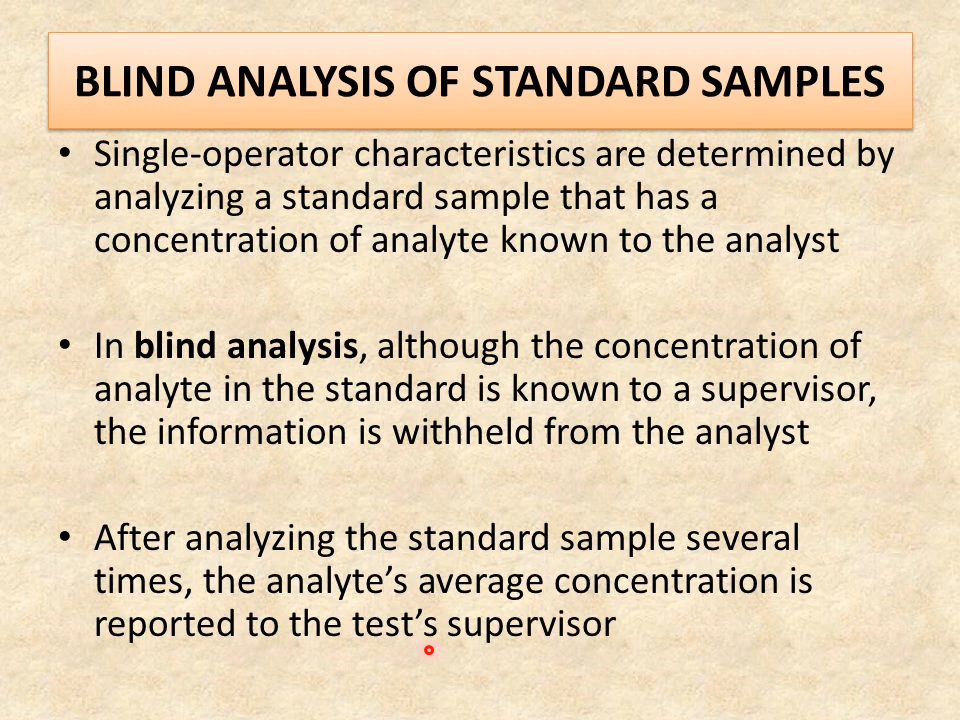 BLIND ANALYSIS OF STANDARD SAMPLES
• Single-operator characteristics are determined by
analyzing a standard sample that has a
concentration of analyte known to the analyst
• In blind analysis, although the concentration of
analyte in the standard is known to a supervisor,
the information is withheld from the analyst
• After analyzing the standard sample several
times, the analyte’s average concentration is
reported to the test’s supervisor